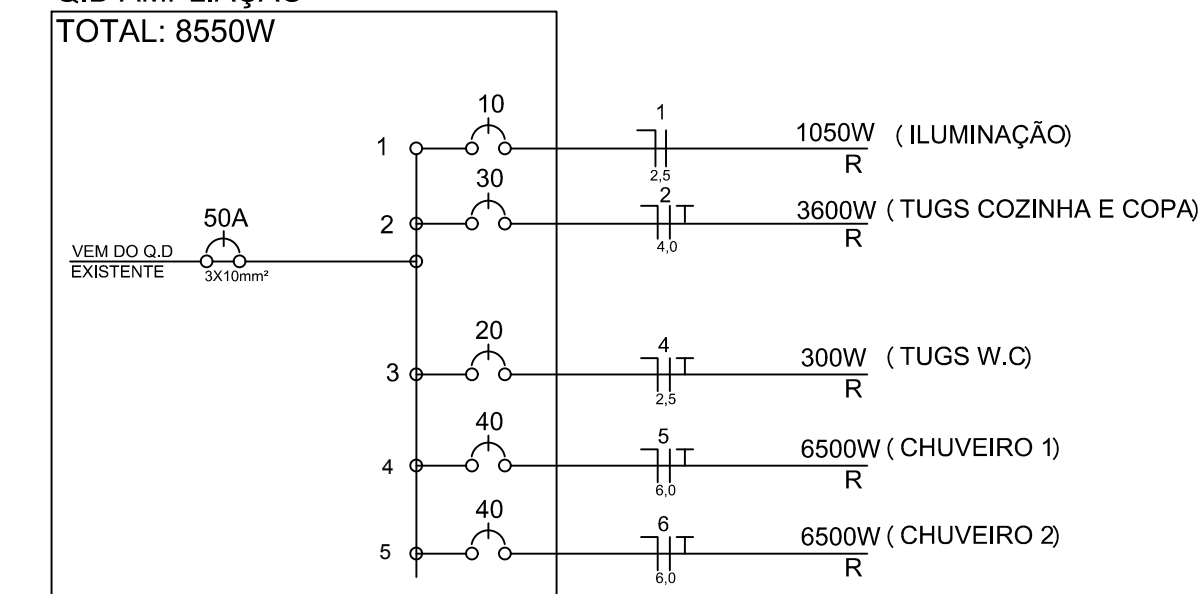 Q.D AMPLIAÇÃO
TOTAL: 8550W
10
1
1
1050W (ILUMINAÇÃO)
2,5
R
30
2
2
3600W (TUGS COZINHA E COPA)
4,0
R
50A
VEM DO Q.D
EXISTENTE
3X10mm²
20
3
4
300W (TUGS W.C)
2,5
R
40
4
5
6500W (CHUVEIRO 1)
6,0
R
40
5
6
6500W (CHUVEIRO 2)
6,0
R